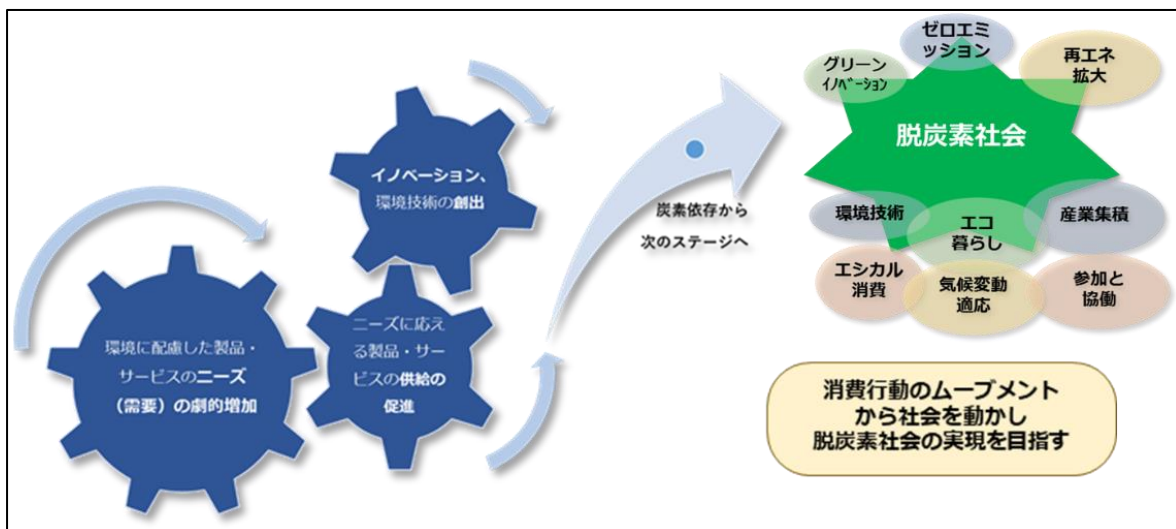 環境に配慮した製品・
サービスのニーズ
（需要）の劇的増加
イノベーション、
環境技術の創出
ニーズに応え
る製品・サー
ビスの供給の
促進
炭素依存から
次のステージへ
ゼロエミ
ッション
グリーン
ｲﾉﾍﾞｰｼｮﾝ
再エネ
拡大
脱炭素社会
環境技術
エコ
暮らし
産業集積
エシカル
消費
気候変動
適応
参加と
協働
消費行動のムーブメント
から社会を動かし
脱炭素社会の実現を目指す